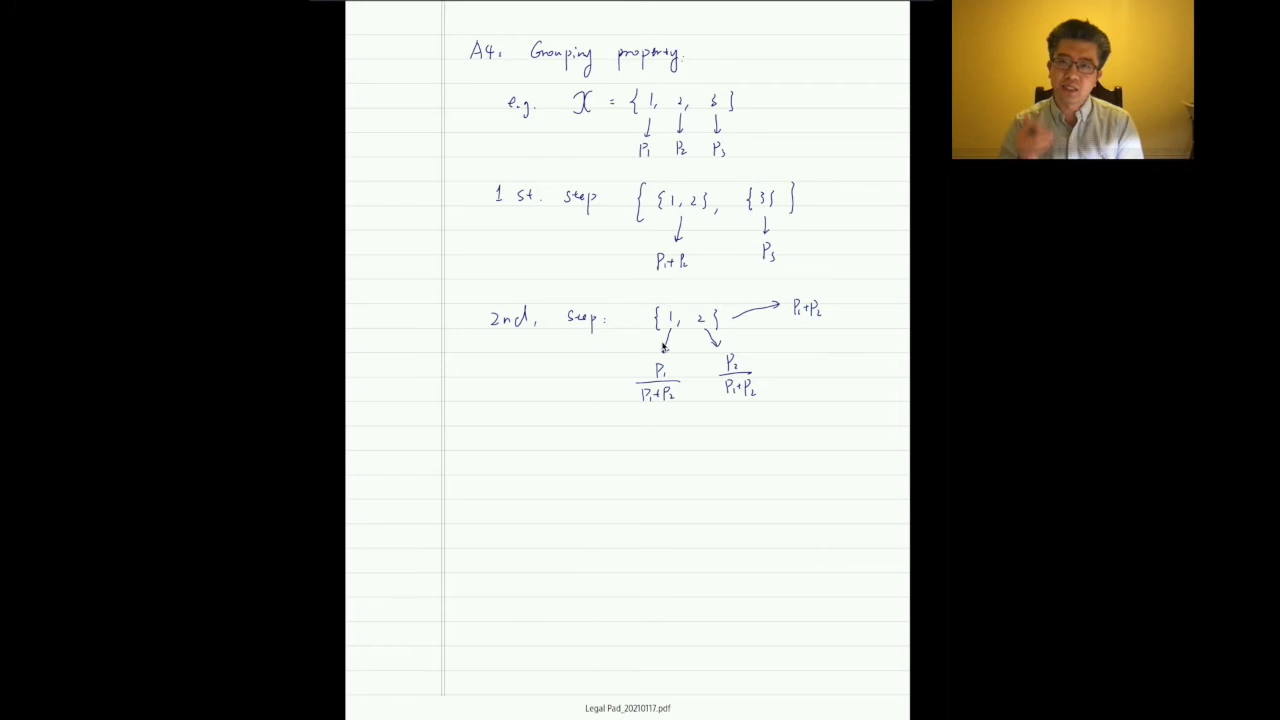 A4. Grouping property.
e.g. X = { 1, 2, 3 }
P1 P2 P3
1 st. step { {1, 2}, {3} }
P1+P2 P3
2nd, step: { 1, 2 } → P1+P2
P1/P1+P2 P2/P1+P2
Legal Pad_20210117.pdf